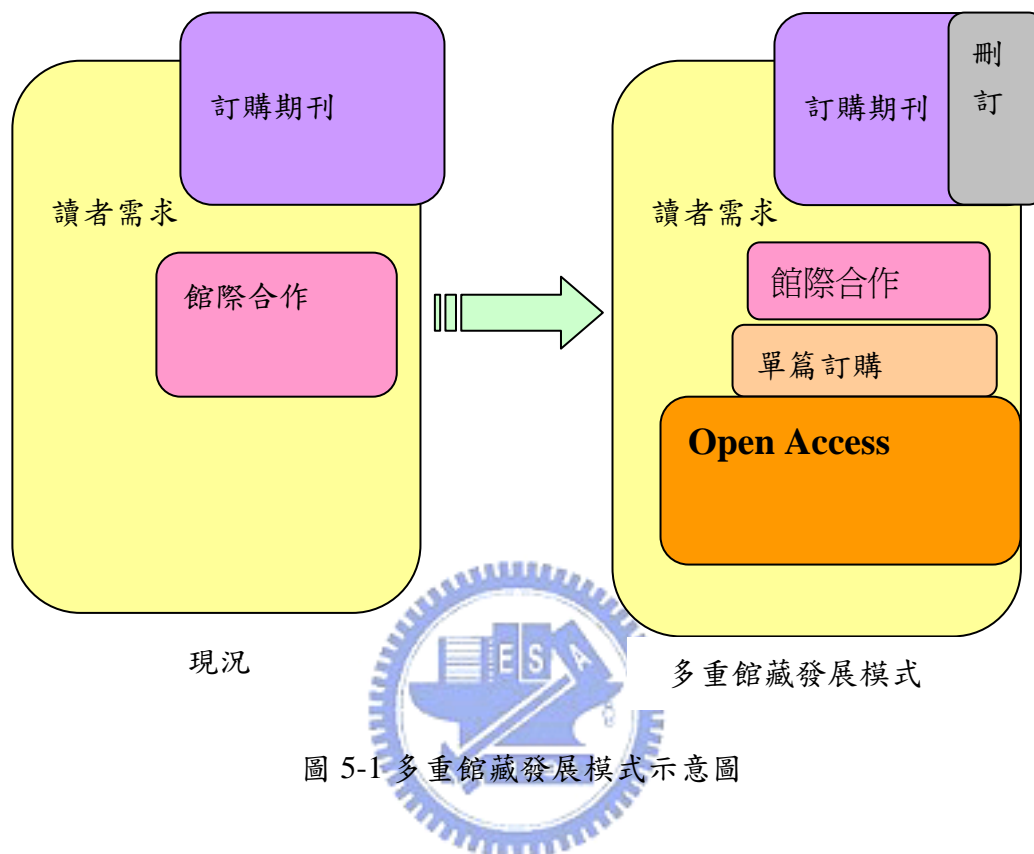 訂購期刊
讀者需求
館際合作
現況
訂購期刊
刪
訂
讀者需求
館際合作
單篇訂購
Open Access
多重館藏發展模式
E S A
圖 5-1 多重館藏發展模式示意圖